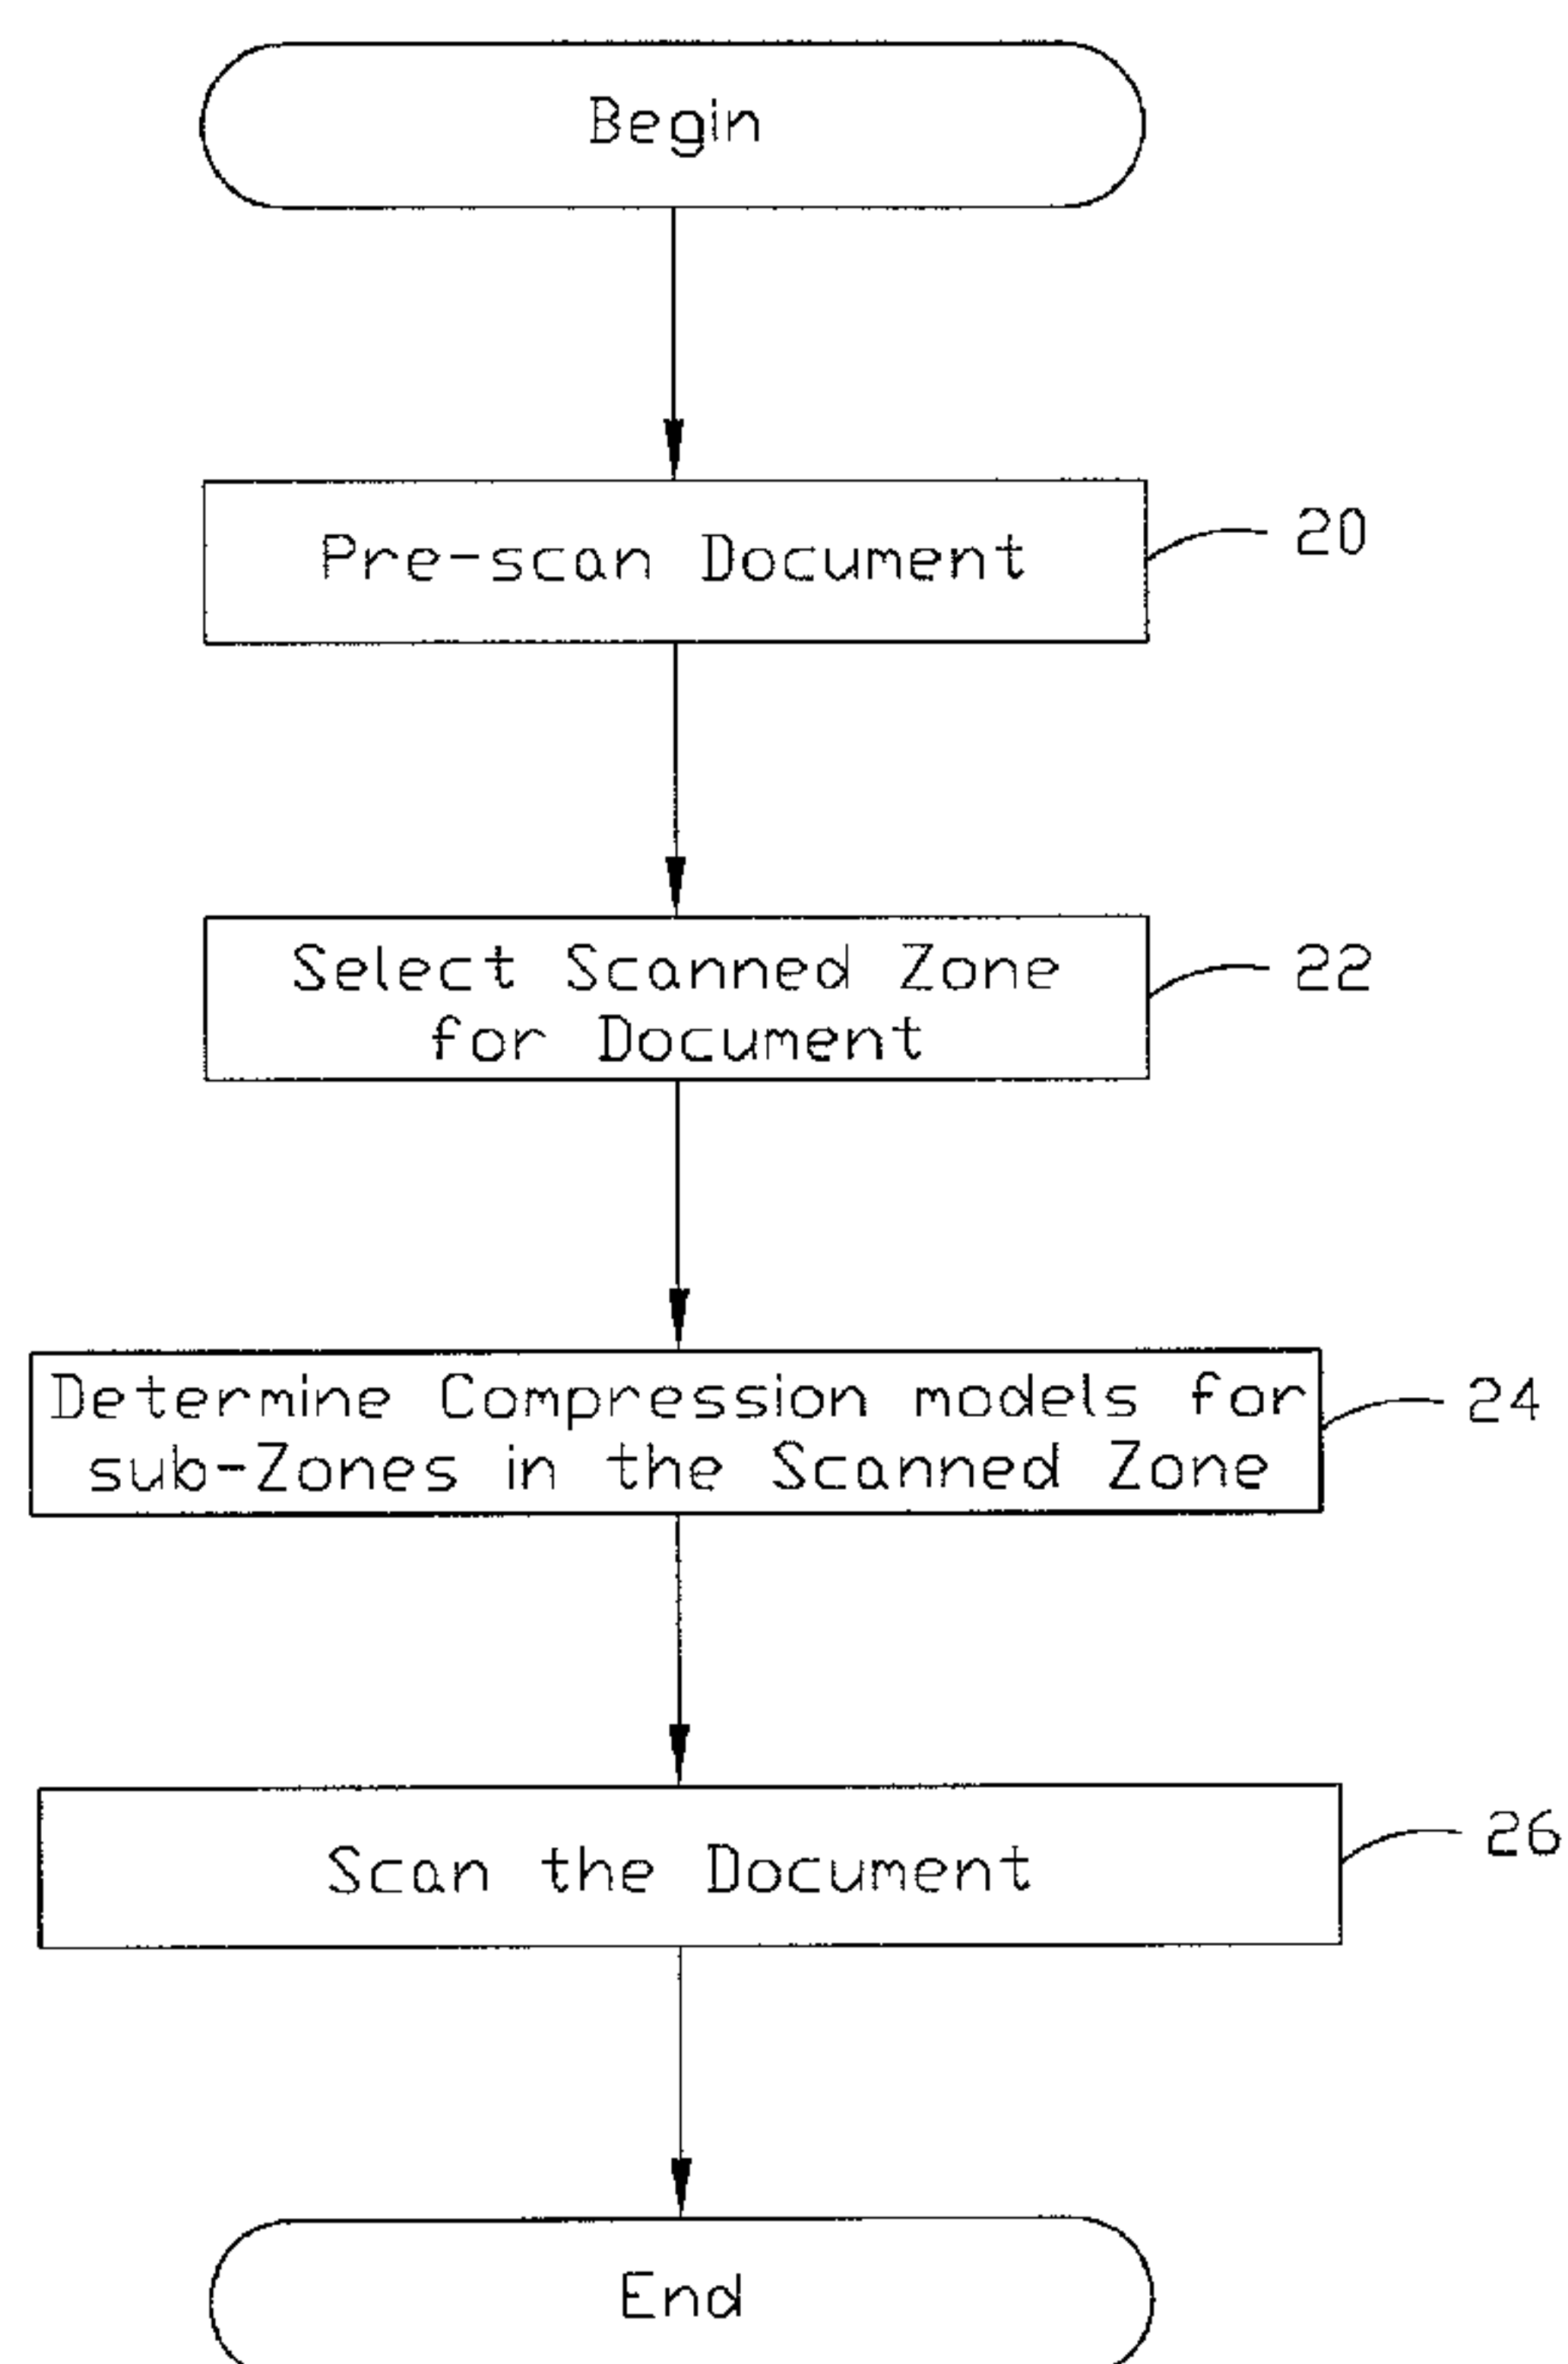 Begin
Pre-scan Document
20
Select Scanned Zone
for Document
22
Determine Compression models for
sub-Zones in the Scanned Zone
24
Scan the Document
26
End